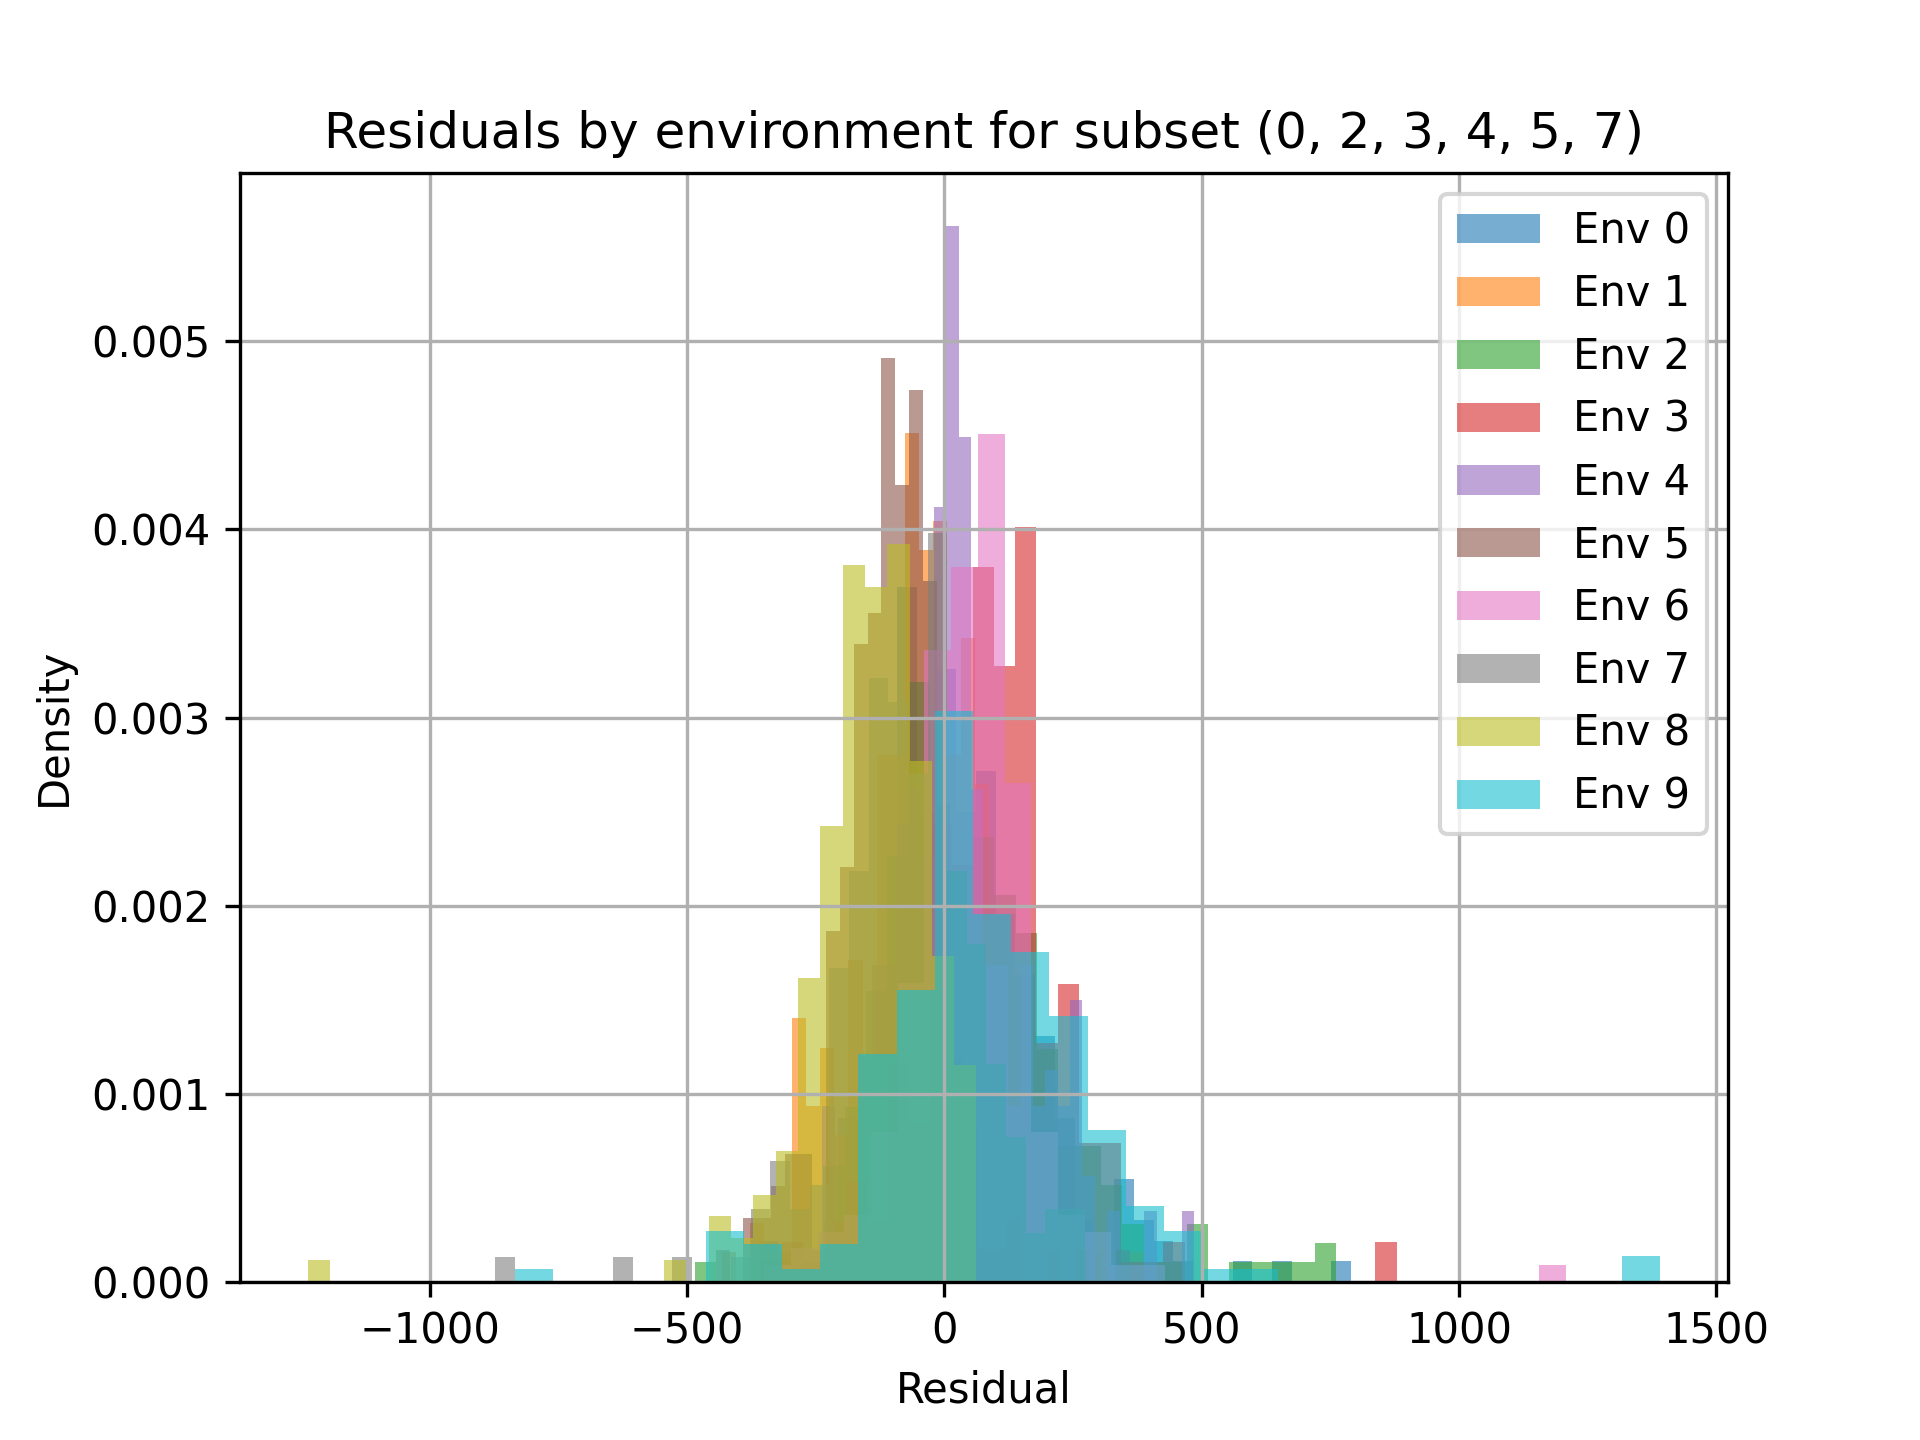 Residuals by environment for subset (0, 2, 3, 4, 5, 7)
Env 0
Env 1
Env 2
Env 3
Env 4
Env 5
Env 6
Env 7
Env 8
Env 9
Density
0.005
0.004
0.003
0.002
0.001
0.000
−1000 −500 0 500 1000 1500
Residual